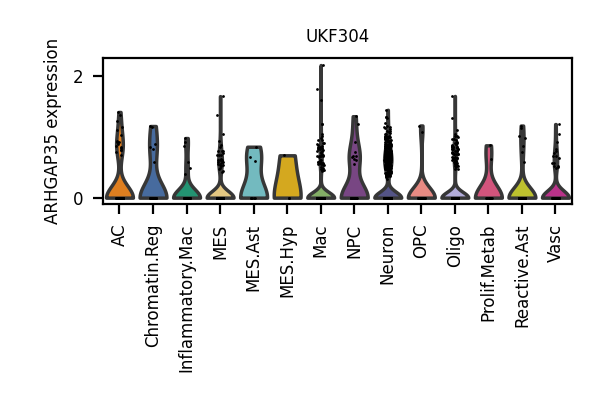 UKF304
ARHGAP35 expression
2
0
AC
Chromatin.Reg
Inflammatory.Mac
MES
MES.Ast
MES.Hyp
Mac
NPC
Neuron
OPC
Oligo
Prolif.Metab
Reactive.Ast
Vasc